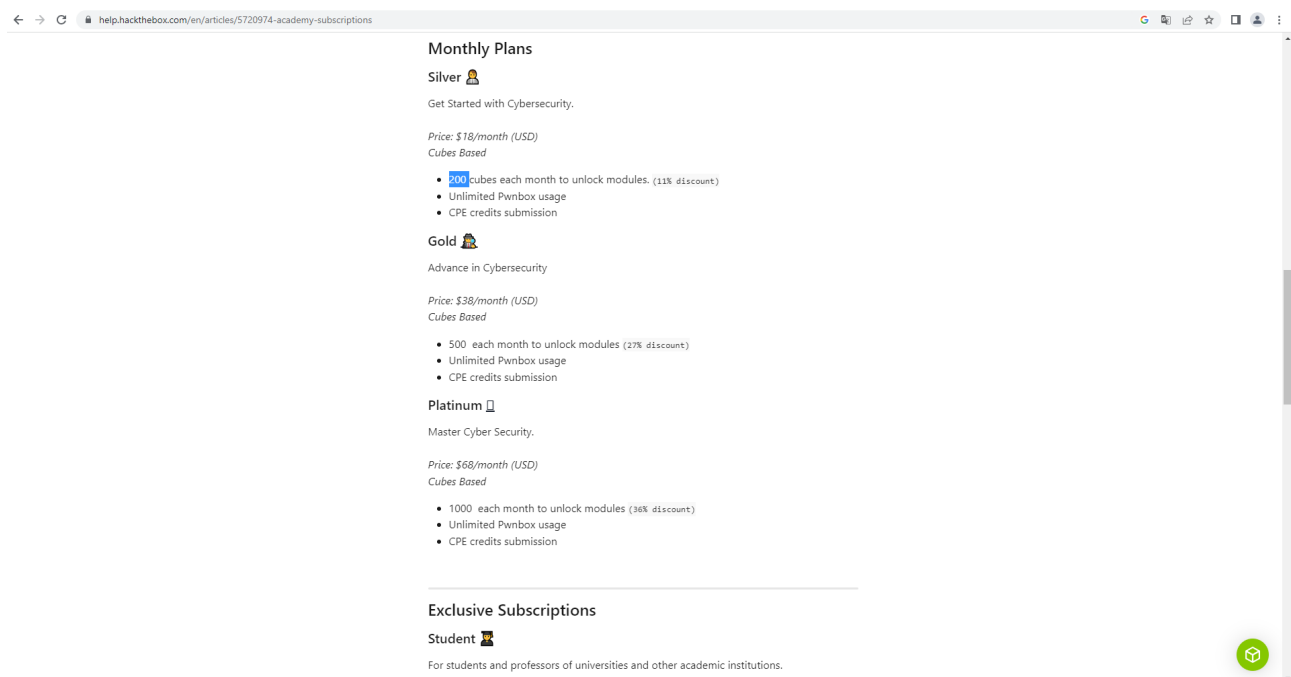 help.hackthebox.com/en/articles/5720974-academy-subscriptions
Monthly Plans
Silver
Get Started with Cybersecurity.
Price: $18/month (USD)
Cubes Based
200 cubes each month to unlock modules. (11% discount)
Unlimited Pwnbox usage
CPE credits submission
Gold
Advance in Cybersecurity
Price: $38/month (USD)
Cubes Based
500  each month to unlock modules (27% discount)
Unlimited Pwnbox usage
CPE credits submission
Platinum
Master Cyber Security.
Price: $68/month (USD)
Cubes Based
1000  each month to unlock modules (36% discount)
Unlimited Pwnbox usage
CPE credits submission
Exclusive Subscriptions
Student
For students and professors of universities and other academic institutions.